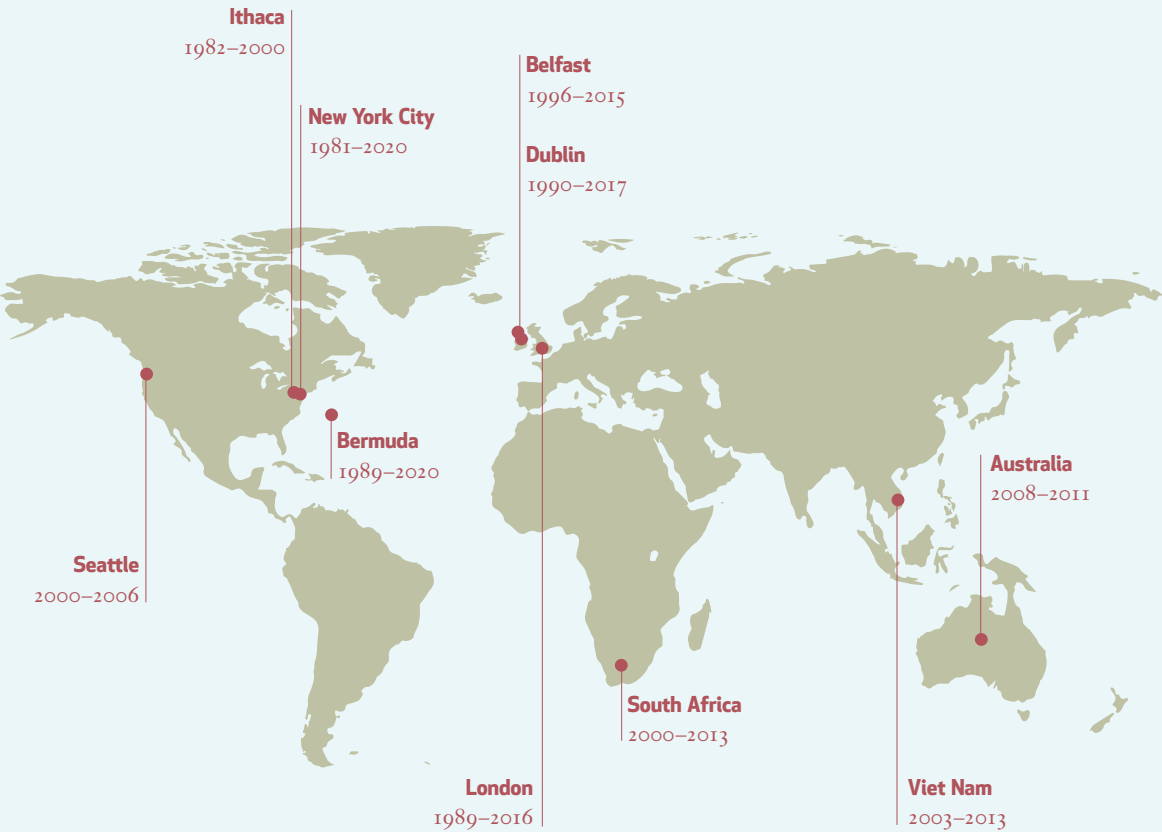 Ithaca
1982–2000
New York City
1981–2020
Belfast
1996–2015
Dublin
1990–2017
Bermuda
1989–2020
Australia
2008–2011
Seattle
2000–2006
South Africa
2000–2013
London
1989–2016
Viet Nam
2003–2013